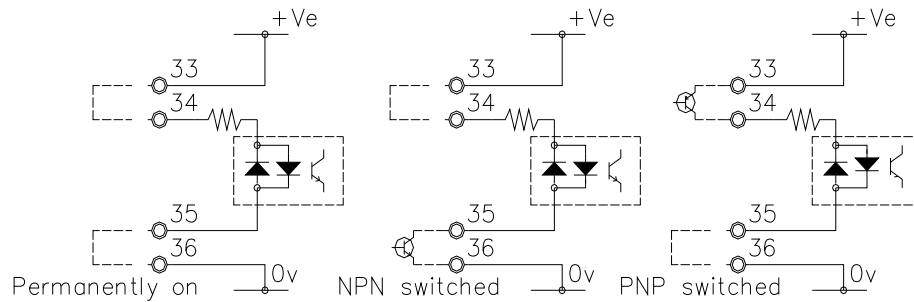 +Ve +Ve +Ve
33 33 33
34 34 34
35 35 35
36 36 36
0v 0v 0v
Permanently on NPN switched PNP switched